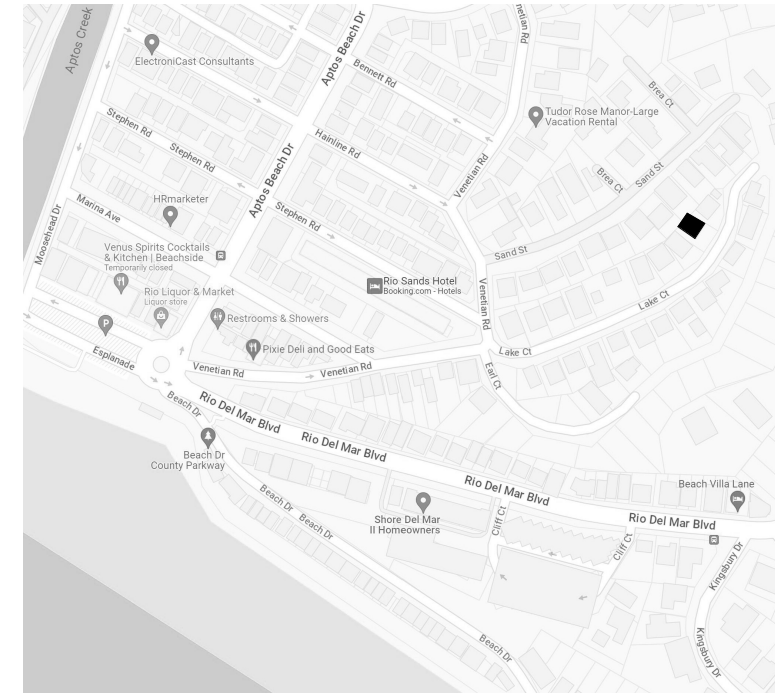 Aptos Creek
ElectroniCast Consultants
Aptos Beach Dr
Bennett Rd
netian Rd
Brea Ct
Tudor Rose Manor-Large
Vacation Rental
Stephen Rd
Stephen Rd
Hainline Rd
Aptos Beach Dr
Venetian Rd
Brea Ct
Sand St
HRmarketer
Marina Ave
Stephen Rd
Moosehead Dr
Venus Spirits Cocktails
& Kitchen | Beachside
Temporarily closed
Sand St
Rio Sands Hotel
Booking.com - Hotels
Rio Liquor & Market
Liquor store
Venetian Rd
Lake Ct
Restrooms & Showers
P
Pixie Deli and Good Eats
Lake Ct
Esplanade
Venetian Rd
Venetian Rd
Earl Ct
Beach Dr
Rio Del Mar Blvd
Rio Del Mar Blvd
Beach Dr
County Parkway
Rio Del Mar Blvd
Beach Villa Lane
Beach Dr
Beach Dr
Shore Del Mar
II Homeowners
Cliff Ct
Rio Del Mar Blvd
Cliff Ct
Kingsbury Dr
Kingsbury Dr
Beach Dr